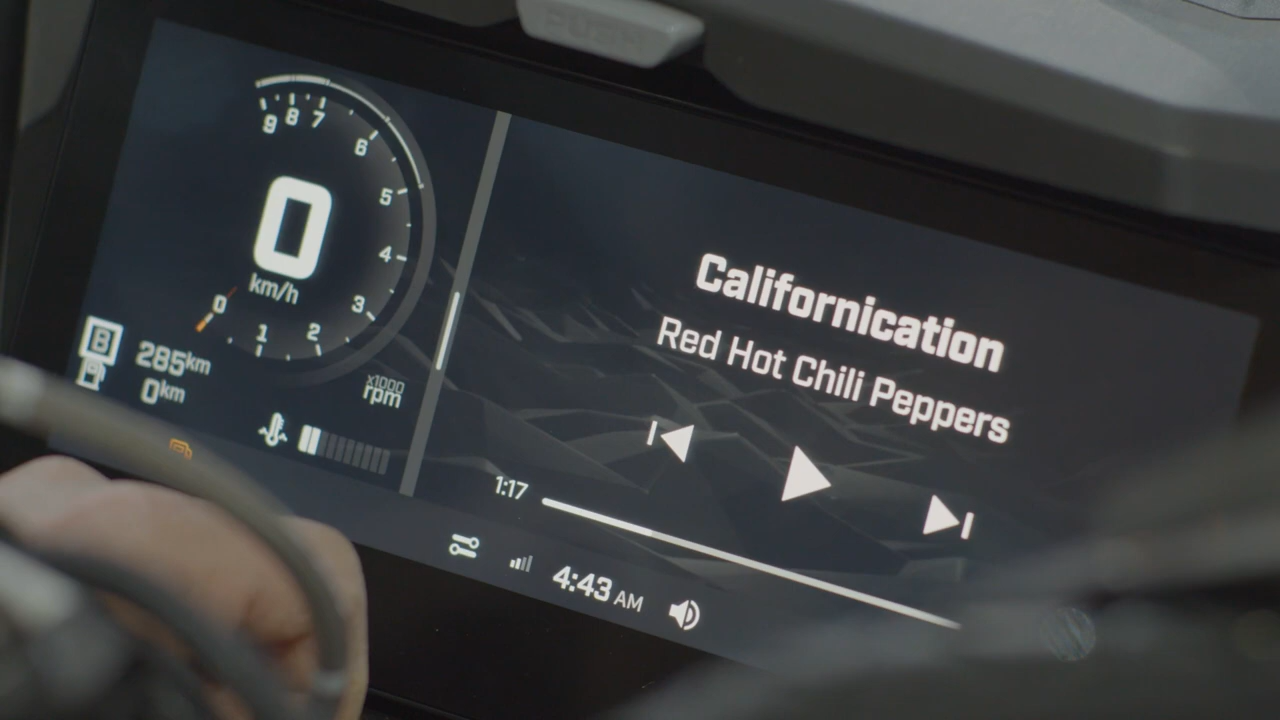 PUSH
9 8 7
6
5
4
3
2
1
0
0
km/h
x1000
rpm
B
285km
0km
Californication
Red Hot Chili Peppers
1:17
4:43 AM